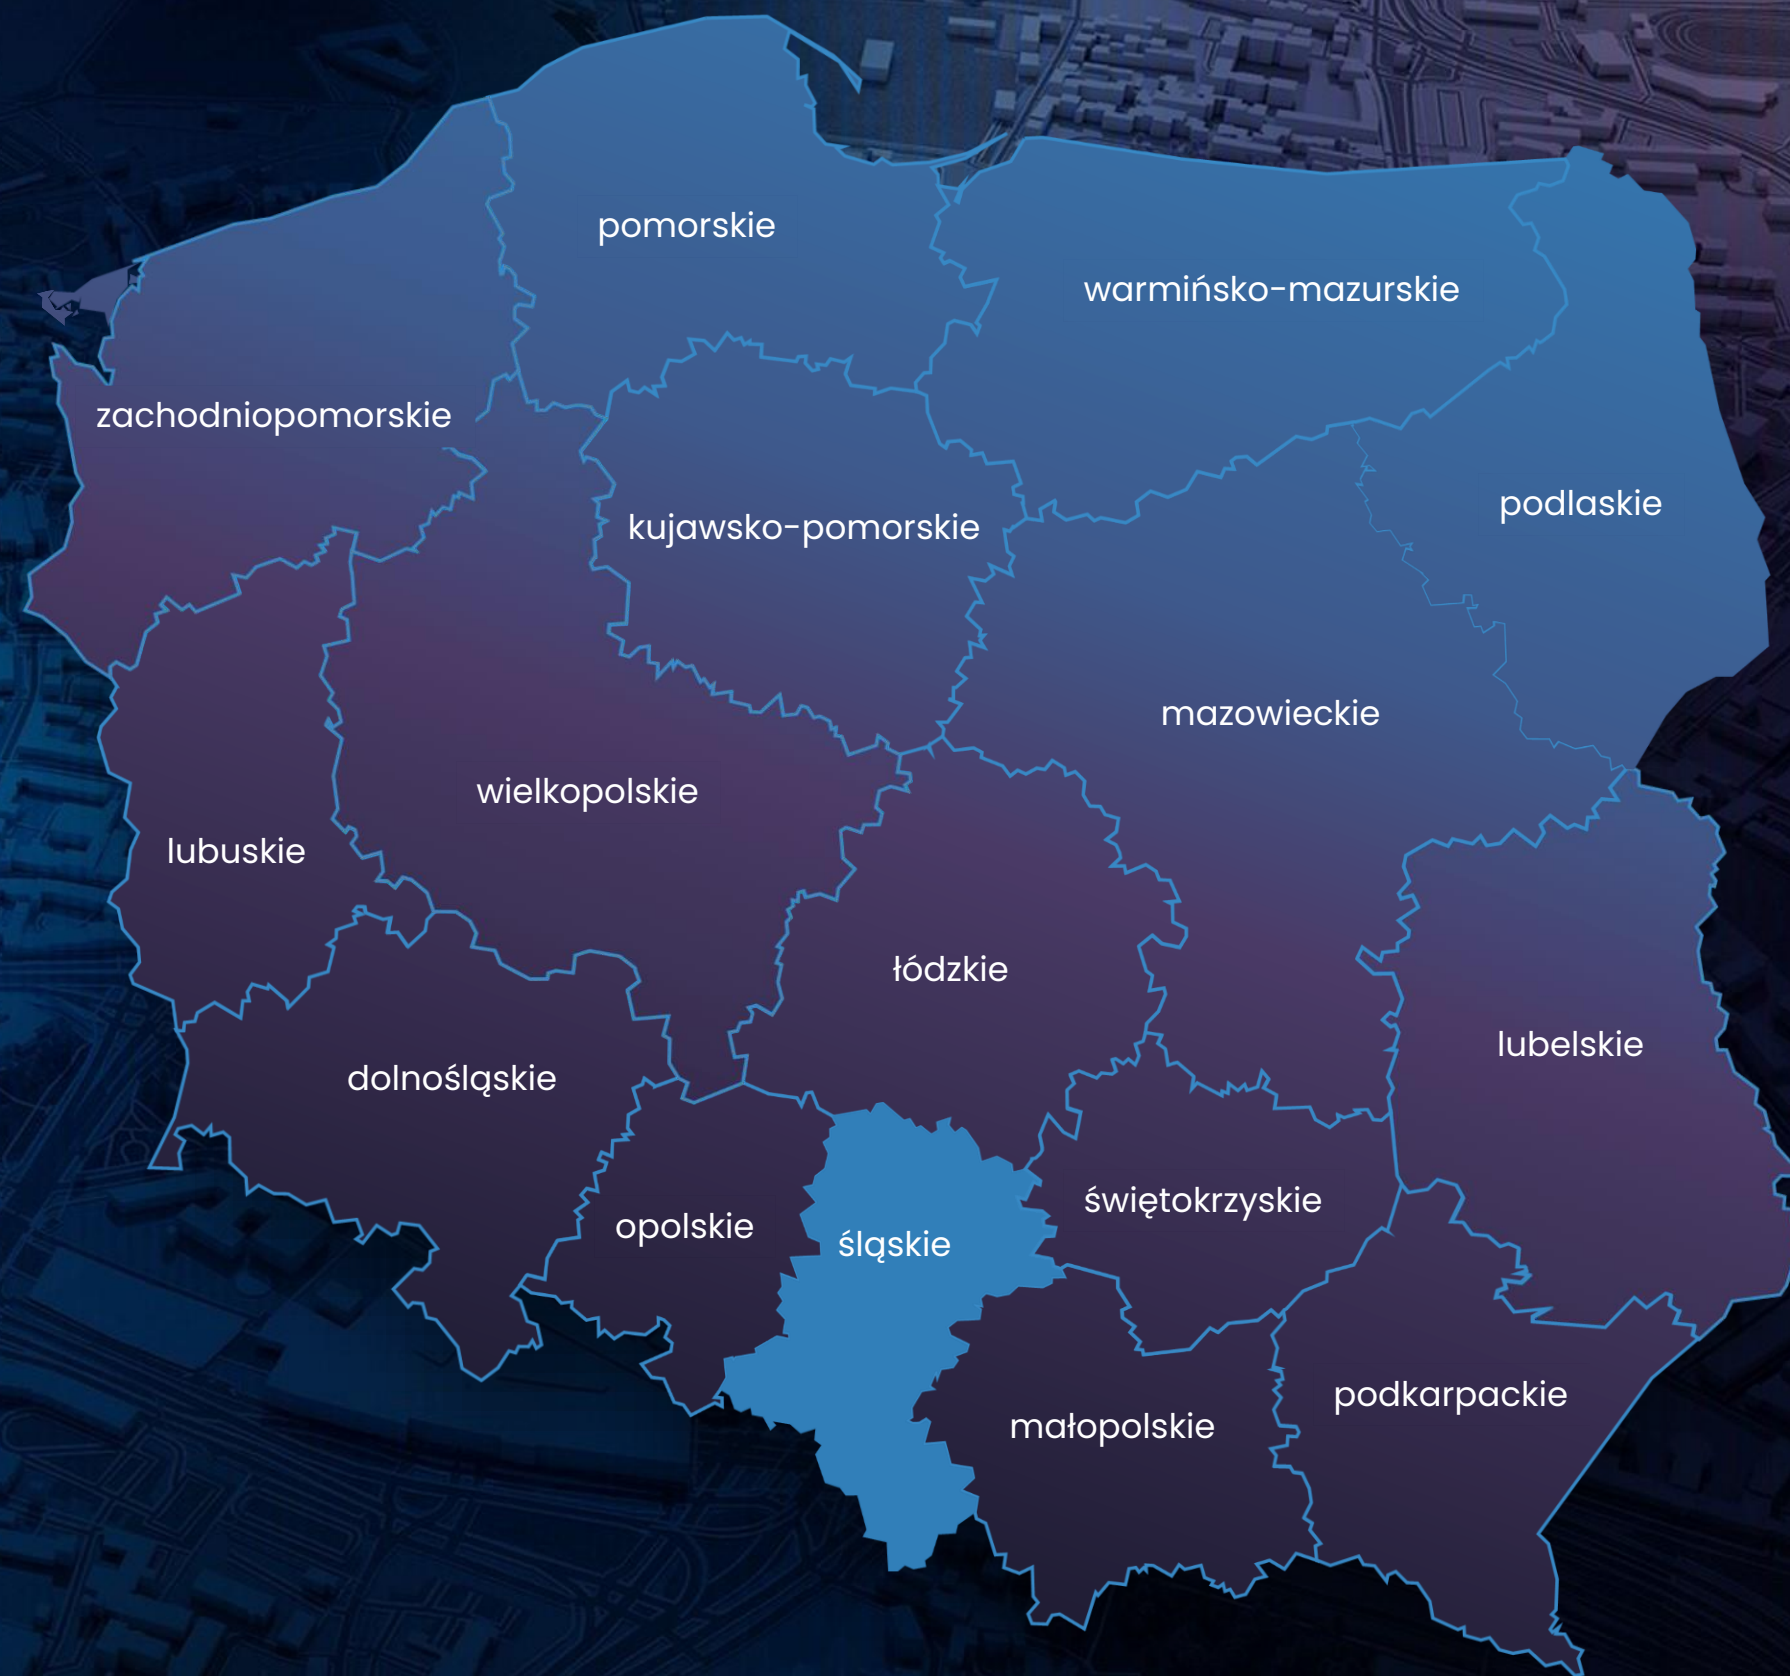 pomorskie
warmińsko-mazurskie
zachodniopomorskie
podlaskie
kujawsko-pomorskie
mazowieckie
wielkopolskie
lubuskie
łódzkie
lubelskie
dolnośląskie
świętokrzyskie
opolskie
śląskie
podkarpackie
małopolskie